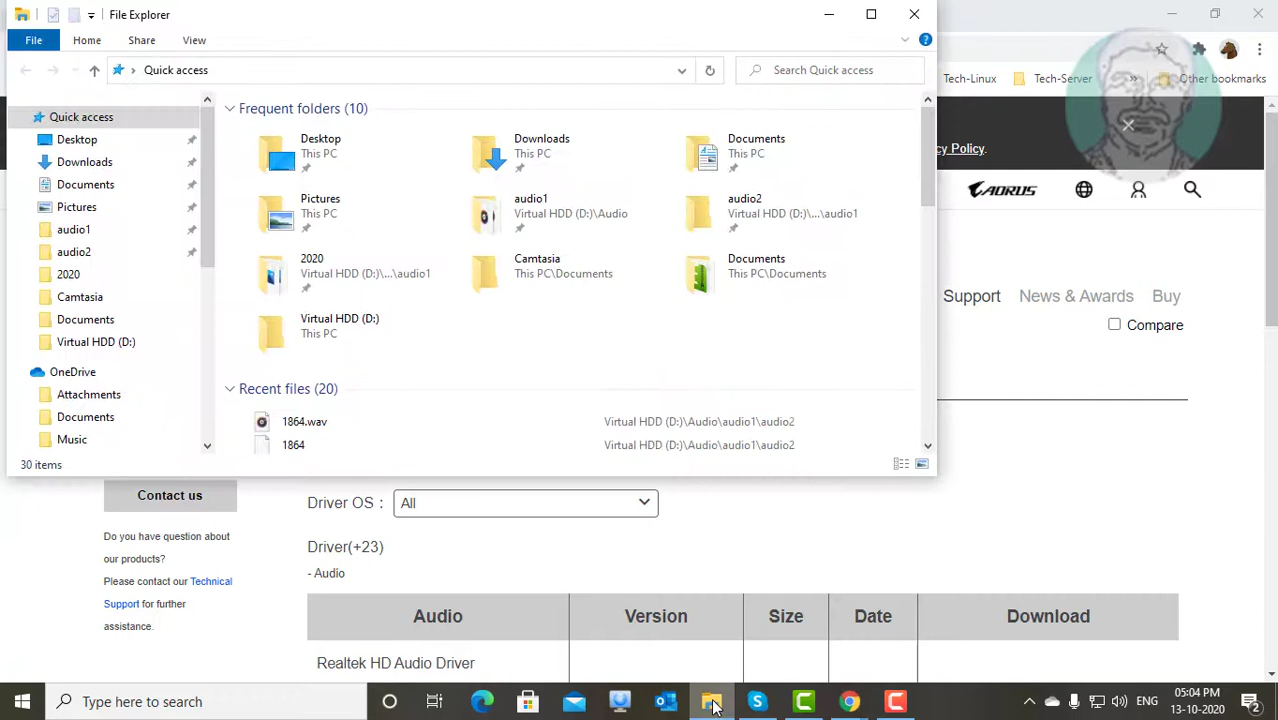 File Explorer
File Home Share View
Quick access
Search Quick access
Quick access
Desktop
Downloads
Documents
Pictures
audio1
audio2
2020
Camtasia
Documents
Virtual HDD (D:)
OneDrive
Attachments
Documents
Music
30 items
Frequent folders (10)
Desktop
This PC
Downloads
This PC
Documents
This PC
Pictures
This PC
audio1
Virtual HDD (D:)\Audio
audio2
Virtual HDD (D:)\...\audio1
2020
Virtual HDD (D:)\...\audio1
Camtasia
This PC\Documents
Documents
This PC\Documents
Virtual HDD (D:)
This PC
Recent files (20)
1864.wav Virtual HDD (D:)\Audio\audio1\audio2
1864 Virtual HDD (D:)\Audio\audio1\audio2
Tech-Linux Tech-Server » Other bookmarks
cy Policy.
AORUS
Support News & Awards Buy
Compare
Contact us
Do you have question
about
our products?
Please contact our Technical
Support for further
assistance.
Driver OS : All
Driver(+23)
- Audio
Audio Version Size Date Download
Realtek HD Audio Driver
Type here to search
ENG
05:04 PM
13-10-2020